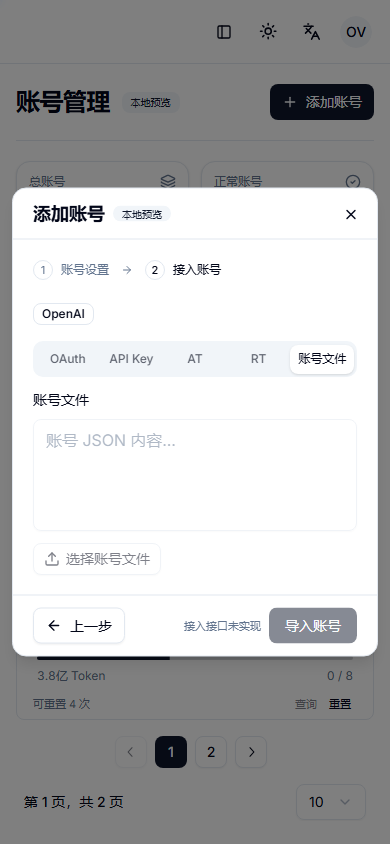 OV
账号管理 本地预览
添加账号
总账号 正常账号
添加账号 本地预览
1 账号设置 → 2 接入账号
OpenAI
OAuth API Key AT RT 账号文件
账号文件
账号 JSON 内容...
选择账号文件
上一步 接入接口未实现 导入账号
3.8亿 Token 0 / 8
可重置 4 次 查询 重置
1 2
第 1 页，共 2 页 10